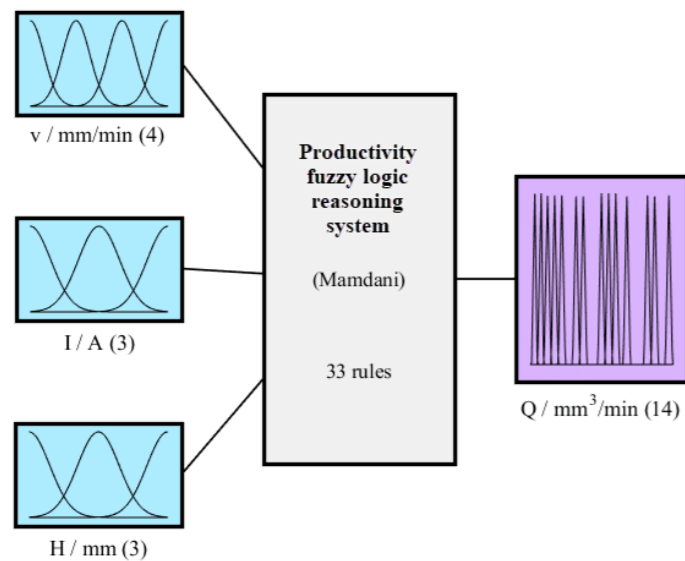 v / mm/min (4)
Productivity
fuzzy logic
reasoning
system
(Mamdani)
I / A (3)
33 rules
Q / mm³/min (14)
H / mm (3)